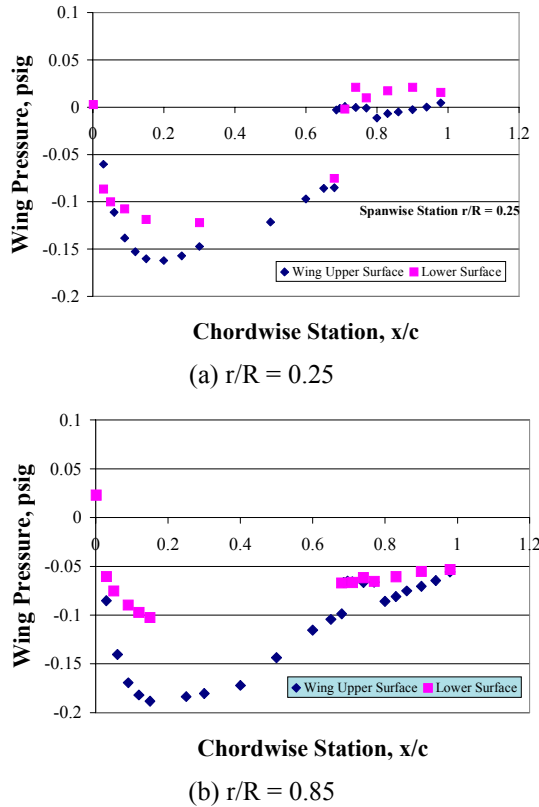 0.1
0.05
0
-0.05
-0.1
-0.15
-0.2
0 0.2 0.4 0.6 0.8 1 1.2
Wing Pressure, psig
Spanwise Station r/R = 0.25
Wing Upper Surface Lower Surface
Chordwise Station, x/c
(a) r/R = 0.25
0.1
0.05
0
-0.05
-0.1
-0.15
-0.2
0 0.2 0.4 0.6 0.8 1 1.2
Wing Pressure, psig
Wing Upper Surface Lower Surface
Chordwise Station, x/c
(b) r/R = 0.85